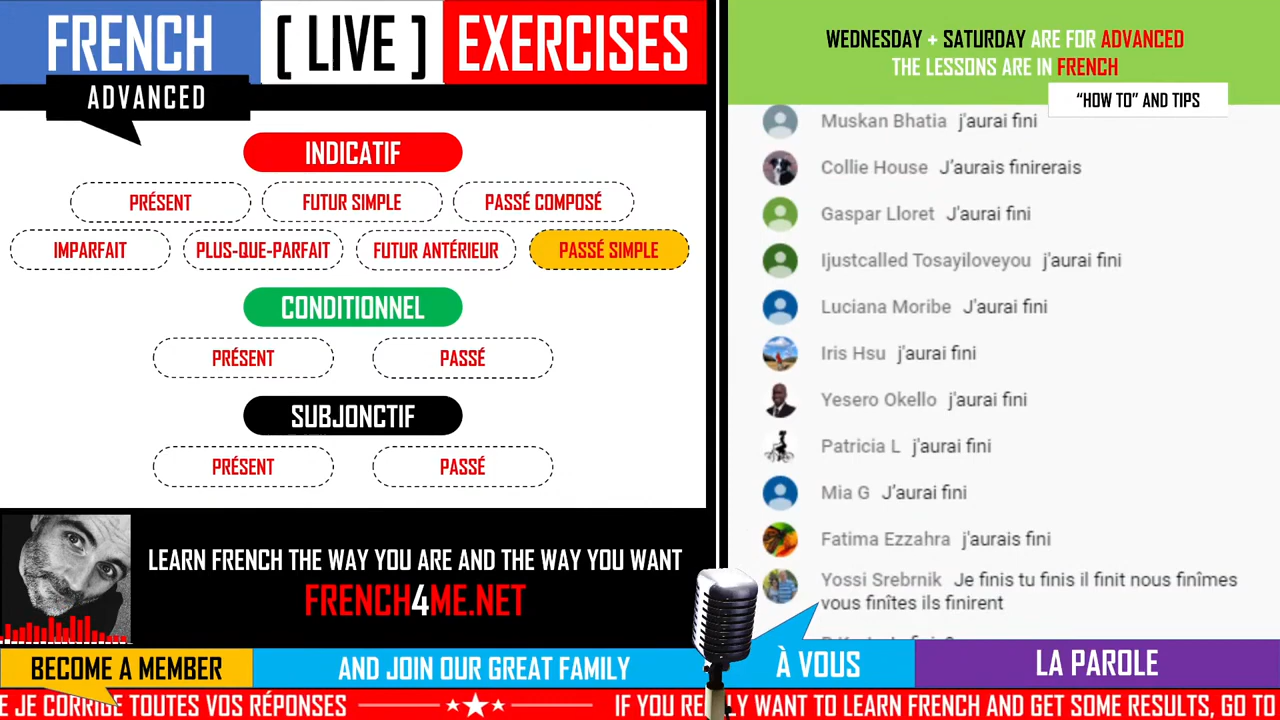 FRENCH
[ LIVE ]
EXERCISES
ADVANCED
INDICATIF
PRÉSENT
FUTUR SIMPLE
PASSÉ COMPOSÉ
IMPARFAIT
PLUS-QUE-PARFAIT
FUTUR ANTÉRIEUR
PASSÉ SIMPLE
CONDITIONNEL
PRÉSENT
PASSÉ
SUBJONCTIF
PRÉSENT
PASSÉ
LEARN FRENCH THE WAY YOU ARE AND THE WAY YOU WANT
FRENCH4ME.NET
BECOME A MEMBER
AND JOIN OUR GREAT FAMILY
WEDNESDAY + SATURDAY ARE FOR ADVANCED
THE LESSONS ARE IN FRENCH
“HOW TO” AND TIPS
Muskan Bhatia j'aurai fini
Collie House J'aurais finirerais
Gaspar Lloret J'aurai fini
Ijustcalled Tosayiloveyou j'aurai fini
Luciana Moribe J'aurai fini
Iris Hsu j'aurai fini
Yesero Okello j'aurai fini
Patricia L j'aurai fini
Mia G J’aurai fini
Fatima Ezzahra j'aurais fini
Yossi Srebrnik Je finis tu finis il finit nous finîmes
vous finîtes ils finirent
À VOUS
LA PAROLE
E JE CORRIGE TOUTES VOS RÉPONSES
IF YOU REALLY WANT TO LEARN FRENCH AND GET SOME RESULTS, GO TO